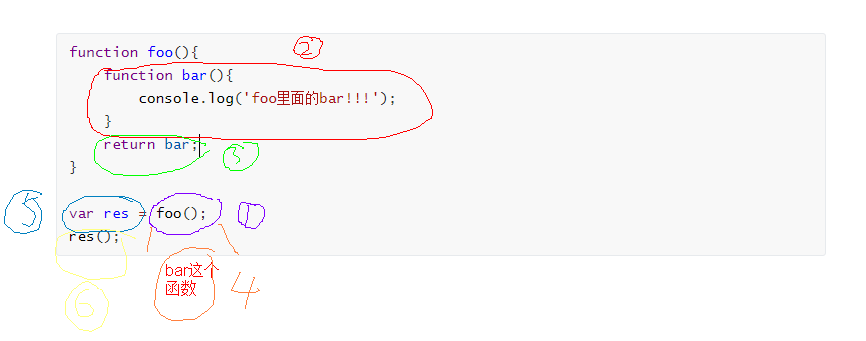 function foo(){
②
function bar(){
console.log('foo里面的bar!!!');
}
return bar;
③
}
⑤
var res = foo();
①
res();
bar这个
函数
4
⑥